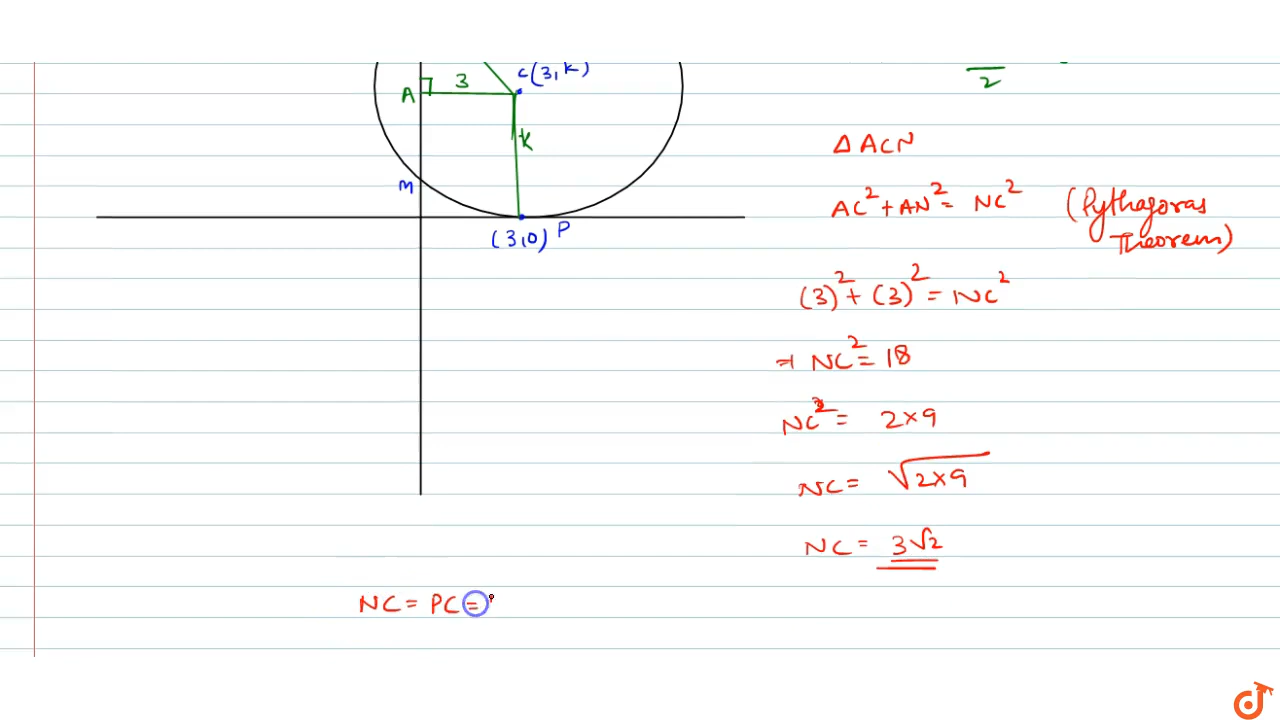 C(3,K)
A
3
K
M
(3,0) P
2
Δ ACN
AC² + AN² = NC² (Pythagoras Theorem)
(3)² + (3)² = NC²
⇒ NC² = 18
NC² = 2×9
NC = √2×9
NC = 3√2
NC = PC =